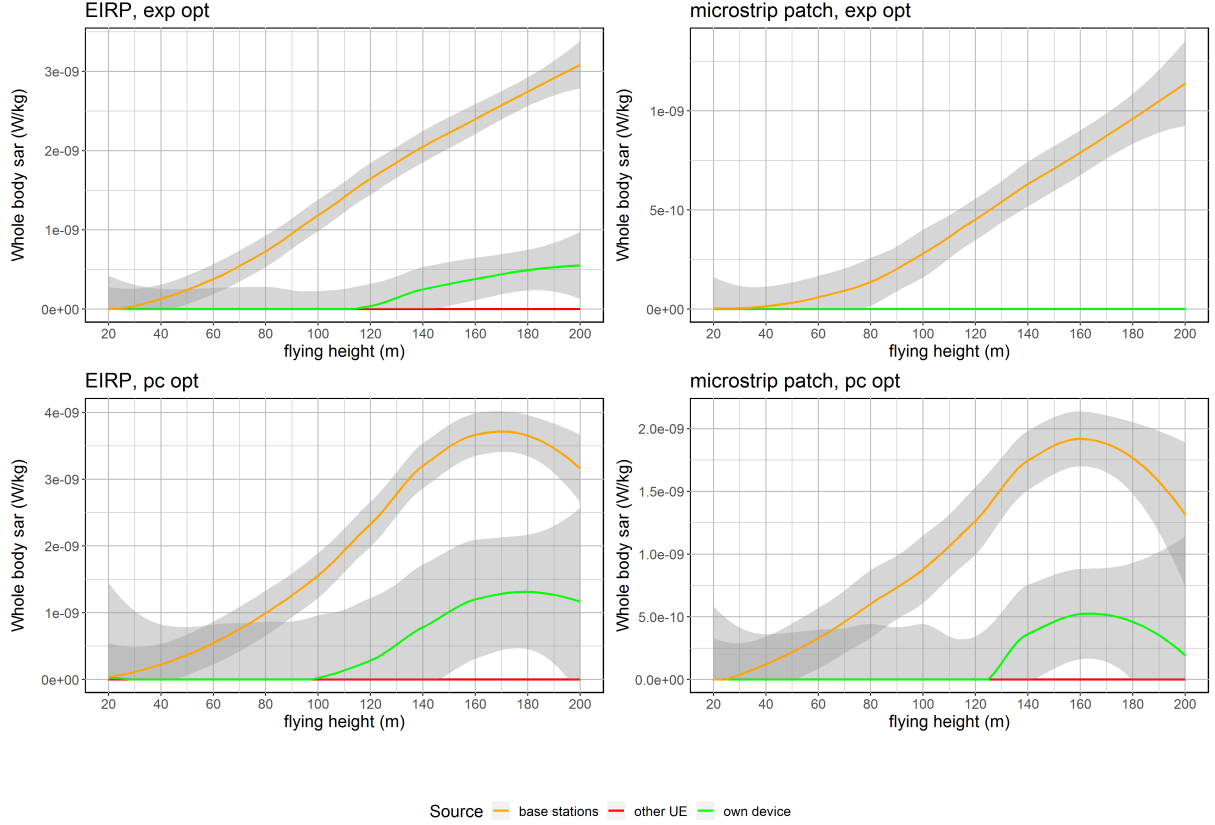 EIRP, exp opt
Whole body sar (W/kg)
3e-09
2e-09
1e-09
0e+00
20 40 60 80 100 120 140 160 180 200
flying height (m)
microstrip patch, exp opt
Whole body sar (W/kg)
1e-09
5e-10
0e+00
20 40 60 80 100 120 140 160 180 200
flying height (m)
EIRP, pc opt
Whole body sar (W/kg)
4e-09
3e-09
2e-09
1e-09
0e+00
20 40 60 80 100 120 140 160 180 200
flying height (m)
microstrip patch, pc opt
Whole body sar (W/kg)
2.0e-09
1.5e-09
1.0e-09
5.0e-10
0.0e+00
20 40 60 80 100 120 140 160 180 200
flying height (m)
Source base stations other UE own device